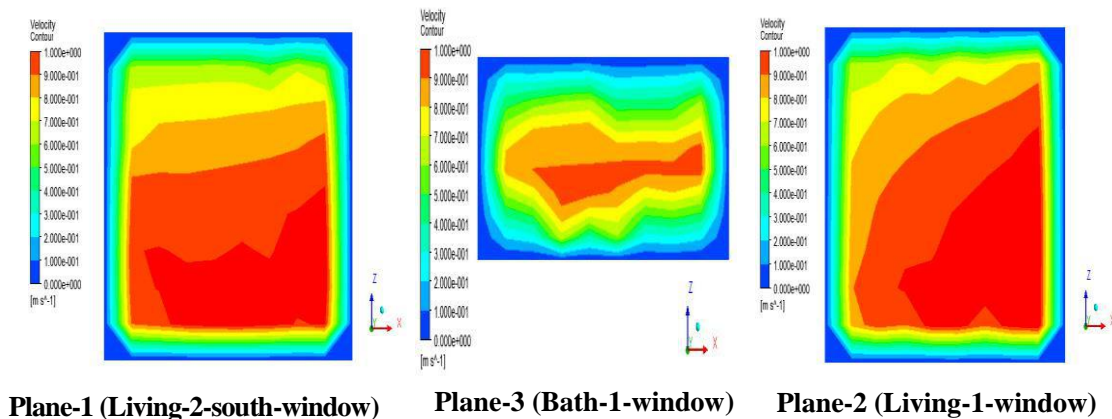 Velocity
Contour
1.000e+000
9.000e-001
8.000e-001
7.000e-001
6.000e-001
5.000e-001
4.000e-001
3.000e-001
2.000e-001
1.000e-001
0.000e+000
[m s^-1]
Z
Y
X
Plane-1 (Living-2-south-window)
Velocity
Contour
1.000e+000
9.000e-001
8.000e-001
7.000e-001
6.000e-001
5.000e-001
4.000e-001
3.000e-001
2.000e-001
1.000e-001
0.000e+000
[m s^-1]
Z
Y
X
Plane-3 (Bath-1-window)
Velocity
Contour
1.000e+000
9.000e-001
8.000e-001
7.000e-001
6.000e-001
5.000e-001
4.000e-001
3.000e-001
2.000e-001
1.000e-001
0.000e+000
[m s^-1]
Z
Y
X
Plane-2 (Living-1-window)